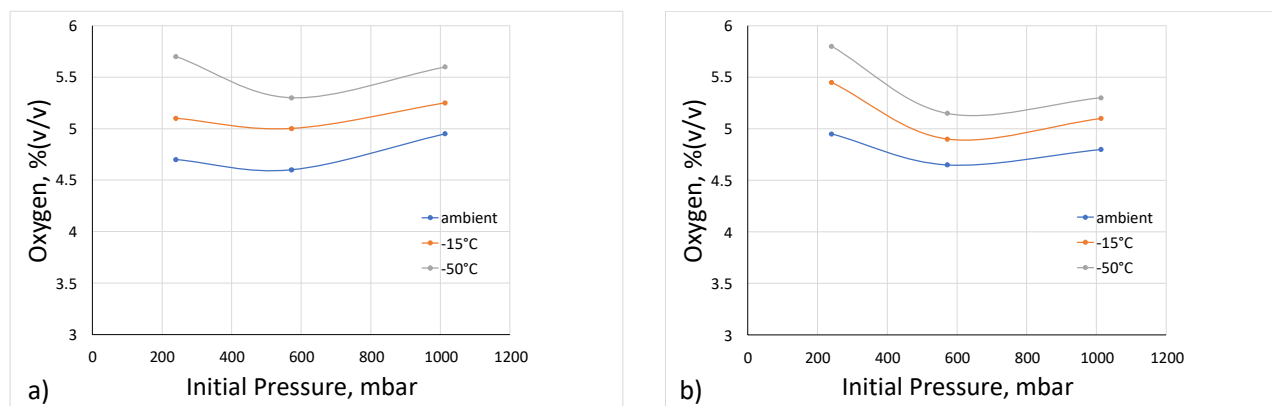 6
5.5
5
4.5
4
3.5
3
Oxygen, %(v/v)
ambient
-15°C
-50°C
0 200 400 600 800 1000 1200
a) Initial Pressure, mbar
6
5.5
5
4.5
4
3.5
3
Oxygen, %(v/v)
ambient
-15°C
-50°C
0 200 400 600 800 1000 1200
b) Initial Pressure, mbar